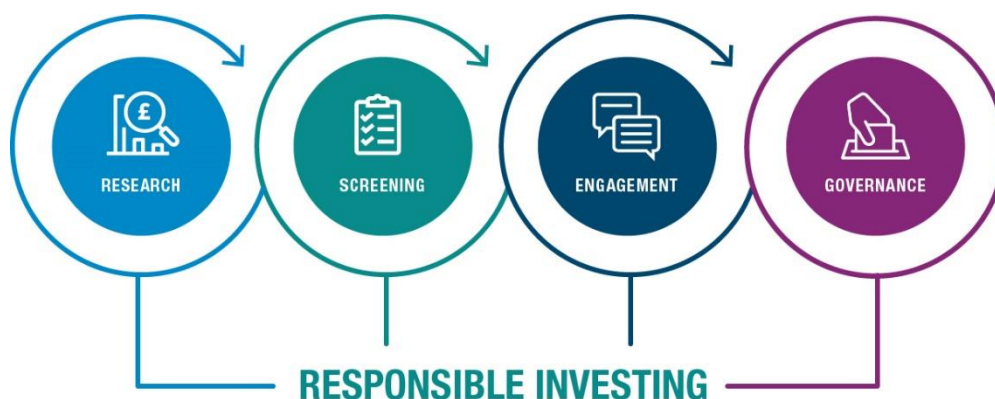 £
RESEARCH
SCREENING
ENGAGEMENT
GOVERNANCE
RESPONSIBLE INVESTING